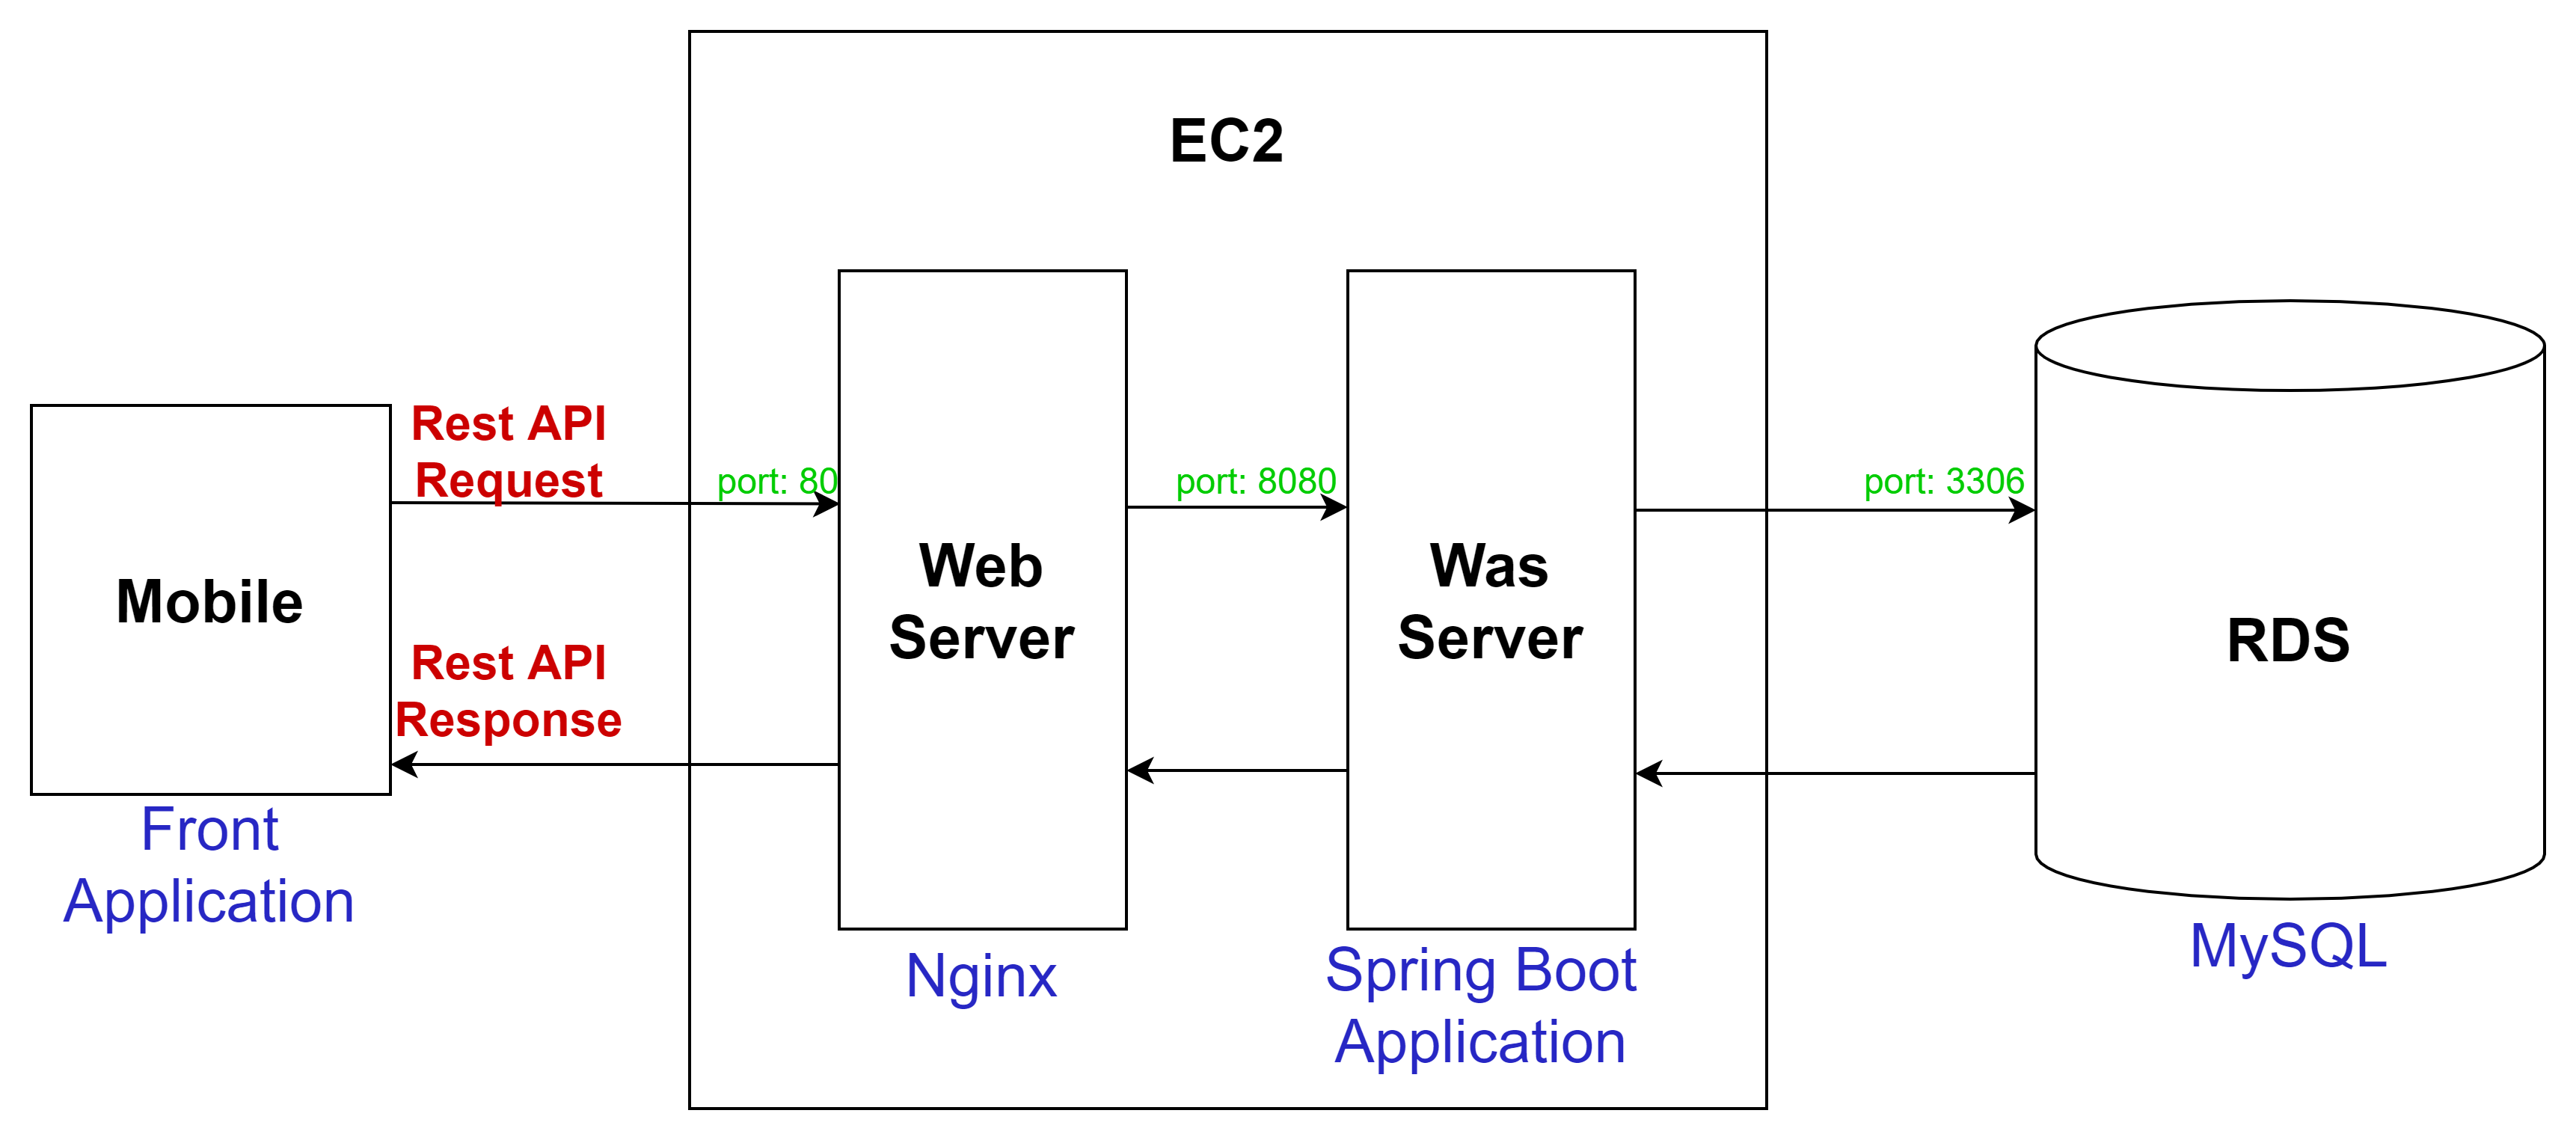 EC2
Rest API
Request
port: 80
port: 8080
port: 3306
Mobile
Web
Server
Was
Server
RDS
Rest API
Response
Front
Application
Nginx
Spring Boot
Application
MySQL